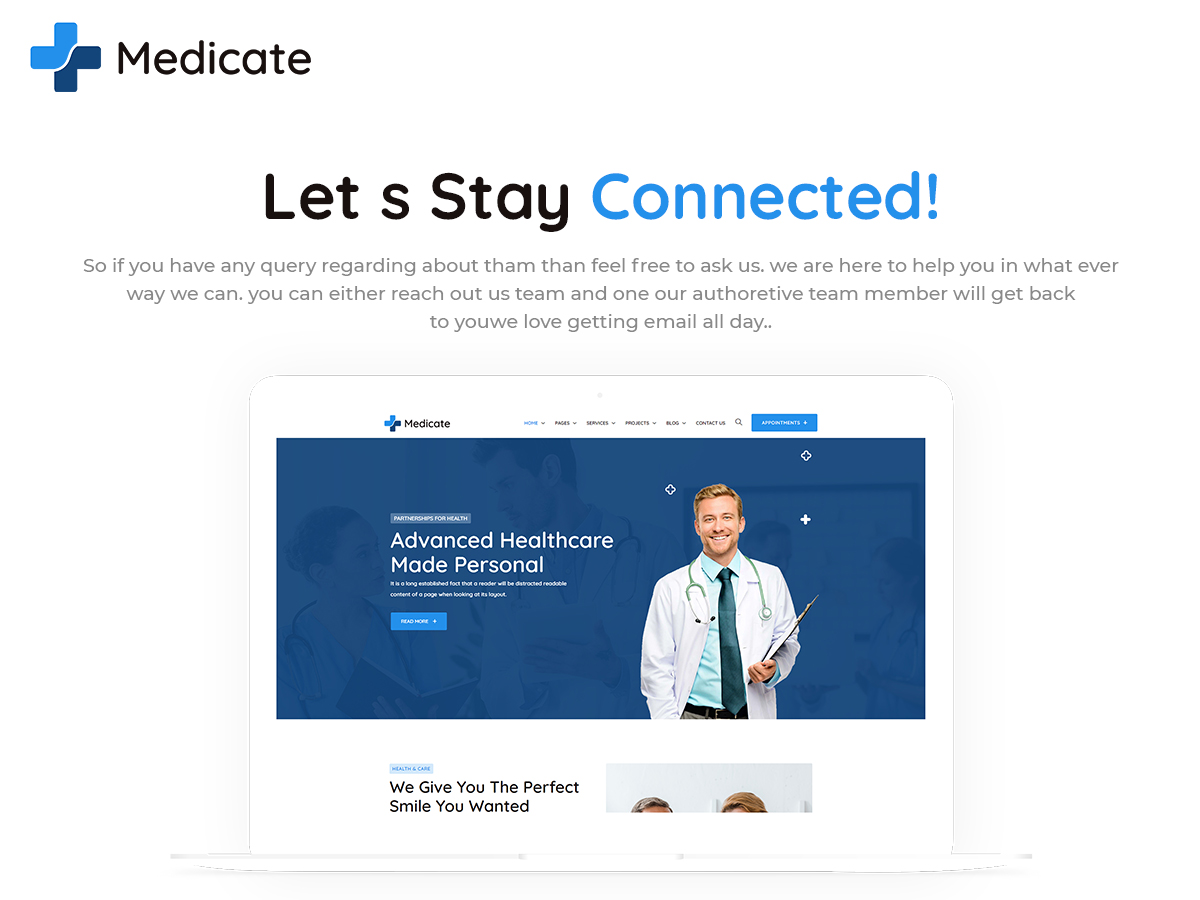 Medicate
Let s Stay Connected!
So if you have any query regarding about tham than feel free to ask us. we are here to help you in what ever
way we can. you can either reach out us team and one our authoretive team member will get back
to youwe love getting email all day..
Medicate
HOME PAGES SERVICES PROJECTS BLOG CONTACT US APPOINTMENTS +
PARTNERSHIPS FOR HEALTH
Advanced Healthcare
Made Personal
It is a long established fact that a reader will be distracted readable
content of a page when looking at its layout.
READ MORE +
HEALTH & CARE
We Give You The Perfect
Smile You Wanted